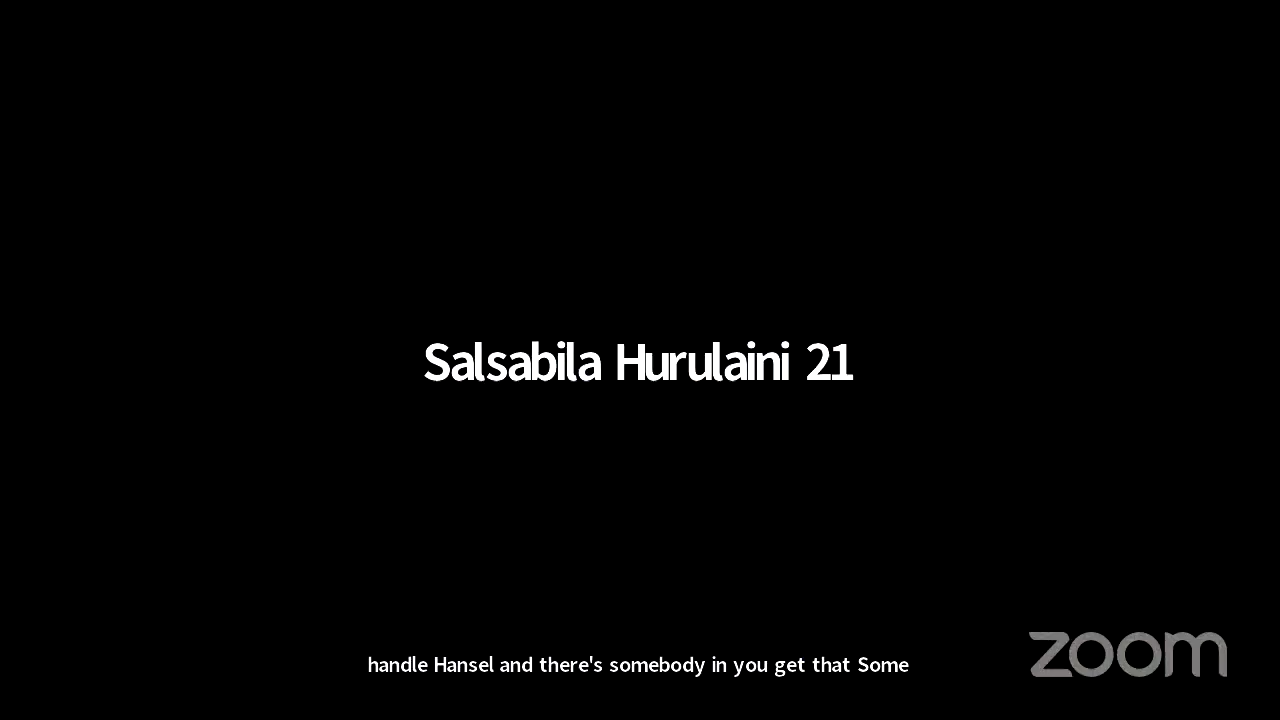 Salsabila Hurulaini 21
handle Hansel and there's somebody in you get that Some
zoom